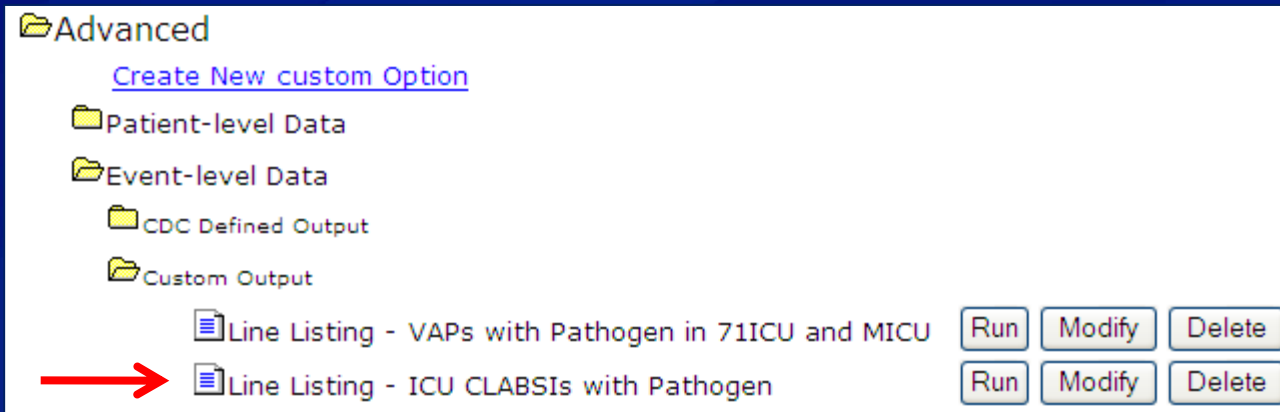 Advanced
Create New custom Option
Patient-level Data
Event-level Data
CDC Defined Output
Custom Output
Line Listing - VAPs with Pathogen in 71ICU and MICU Run Modify Delete
Line Listing - ICU CLABSIs with Pathogen Run Modify Delete